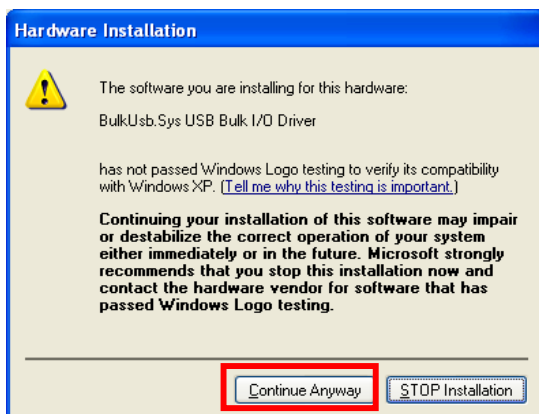 Hardware Installation
The software you are installing for this hardware:
BulkUsb.Sys USB Bulk I/O Driver
has not passed Windows Logo testing to verify its compatibility
with Windows XP. (Tell me why this testing is important.)
Continuing your installation of this software may impair
or destabilize the correct operation of your system
either immediately or in the future. Microsoft strongly
recommends that you stop this installation now and
contact the hardware vendor for software that has
passed Windows Logo testing.
Continue Anyway
STOP Installation